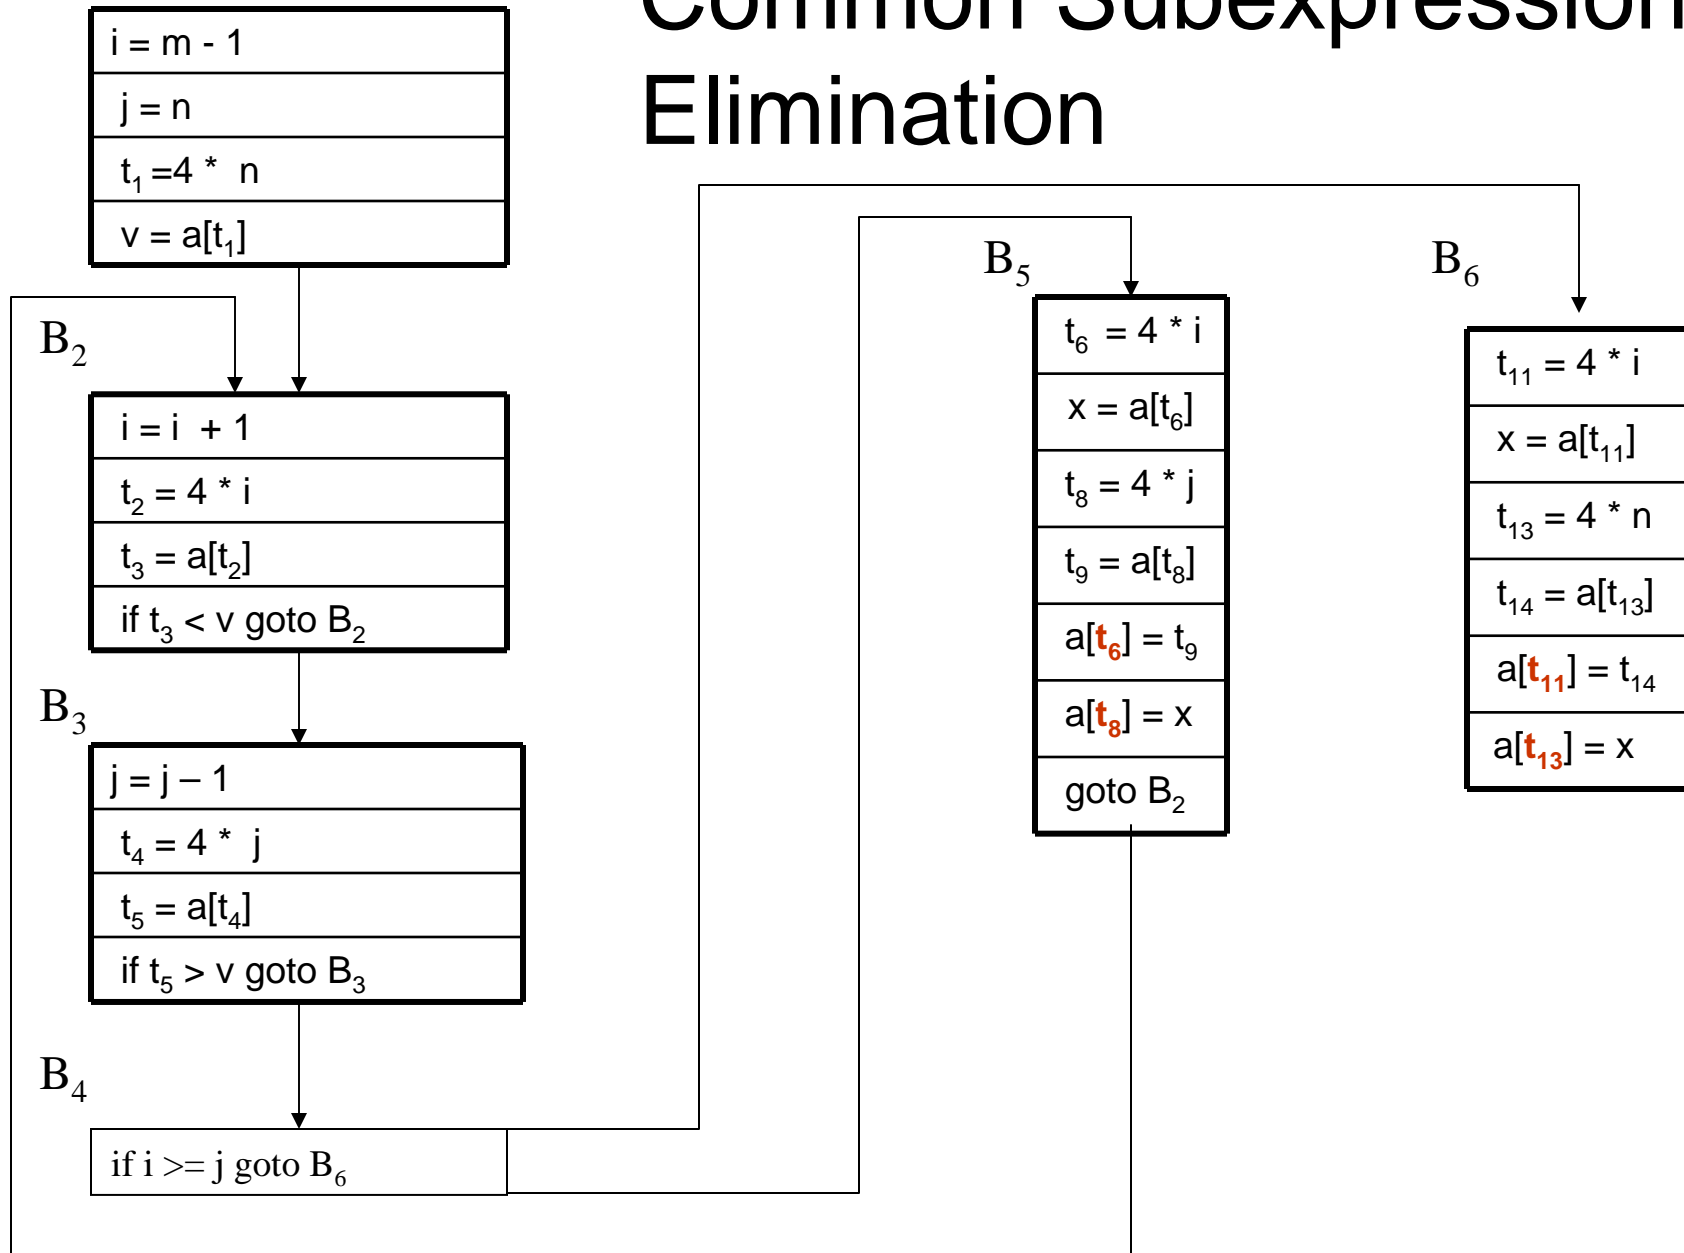 Common Subexpression
Elimination
i = m - 1
j = n
t₁ =4 * n
v = a[t₁]
B₂
i = i + 1
t₂ = 4 * i
t₃ = a[t₂]
if t₃ < v goto B₂
B₃
j = j – 1
t₄ = 4 * j
t₅ = a[t₄]
if t₅ > v goto B₃
B₄
if i >= j goto B₆
B₅
t₆ = 4 * i
x = a[t₆]
t₈ = 4 * j
t₉ = a[t₈]
a[t₆] = t₉
a[t₈] = x
goto B₂
B₆
t₁₁ = 4 * i
x = a[t₁₁]
t₁₃ = 4 * n
t₁₄ = a[t₁₃]
a[t₁₁] = t₁₄
a[t₁₃] = x